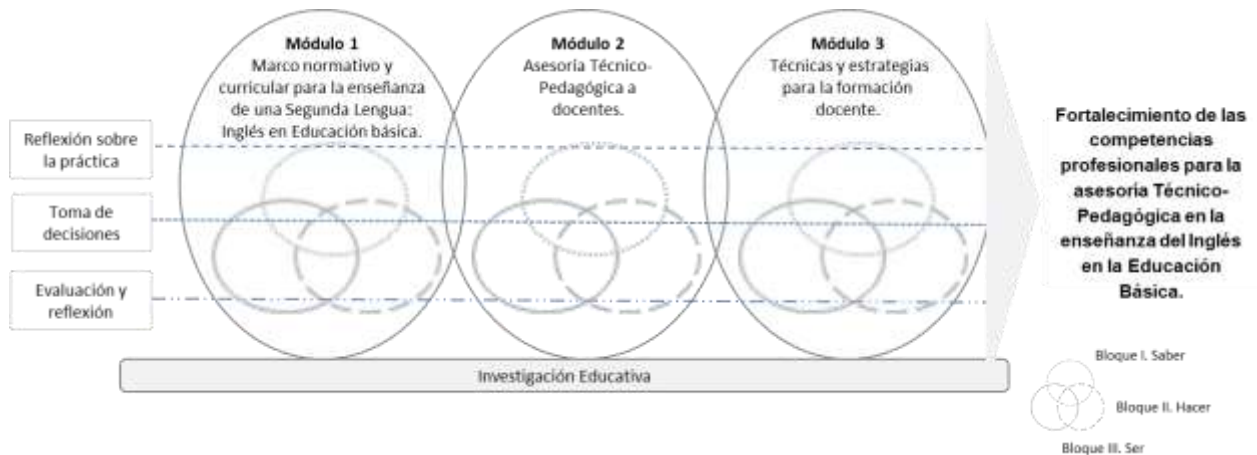 Módulo 1
Marco normativo y
curricular para la enseñanza
de una Segunda Lengua:
Inglés en Educación básica.
Módulo 2
Asesoría Técnico-
Pedagógica a
docentes.
Módulo 3
Técnicas y estrategias
para la formación
docente.
Reflexión sobre
la práctica
Toma de
decisiones
Evaluación y
reflexión
Fortalecimiento de las
competencias
profesionales para la
asesoría Técnico-
Pedagógica en la
enseñanza del Inglés
en la Educación
Básica.
Investigación Educativa
Bloque I. Saber
Bloque II. Hacer
Bloque III. Ser